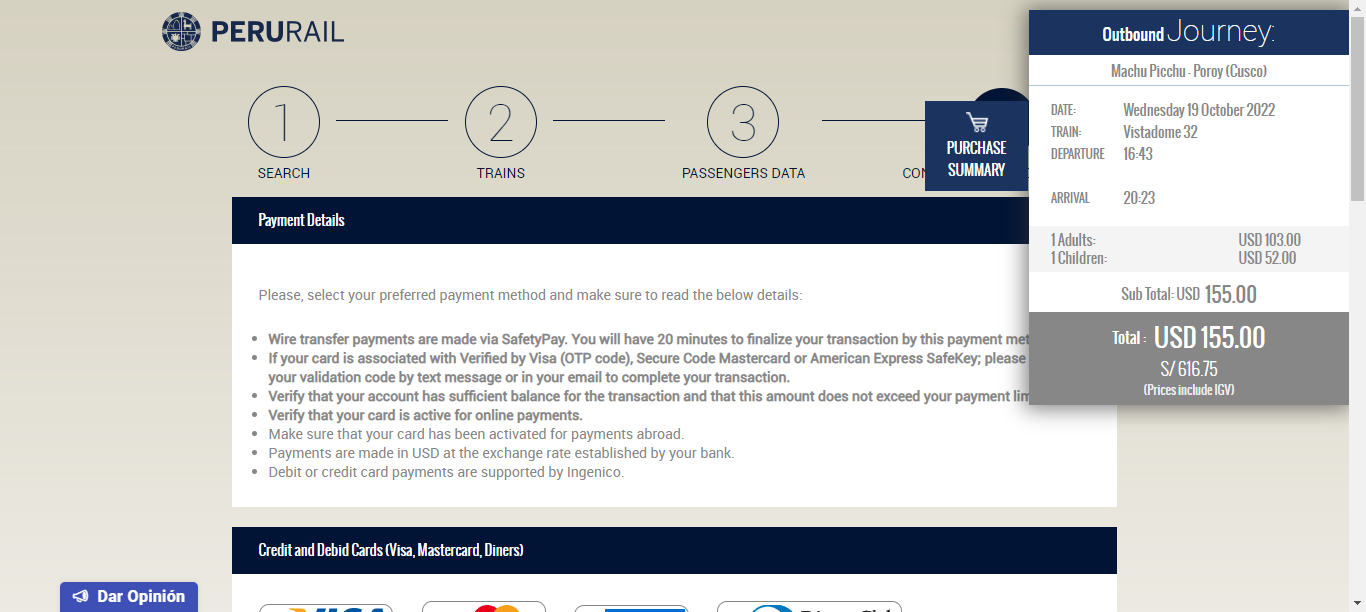 PERURAIL
1
2
3
SEARCH
TRAINS
PASSENGERS DATA
CON
PURCHASE
SUMMARY
Outbound Journey:
Machu Picchu - Poroy (Cusco)
DATE: Wednesday 19 October 2022
TRAIN: Vistadome 32
DEPARTURE 16:43
ARRIVAL 20:23
1 Adults: USD 103.00
1 Children: USD 52.00
Sub Total: USD 155.00
Total : USD 155.00
S/ 616.75
(Prices include IGV)
Payment Details
Please, select your preferred payment method and make sure to read the below details:
Wire transfer payments are made via SafetyPay. You will have 20 minutes to finalize your transaction by this payment met
If your card is associated with Verified by Visa (OTP code), Secure Code Mastercard or American Express SafeKey; please
your validation code by text message or in your email to complete your transaction.
Verify that your account has sufficient balance for the transaction and that this amount does not exceed your payment lim
Verify that your card is active for online payments.
Make sure that your card has been activated for payments abroad.
Payments are made in USD at the exchange rate established by your bank.
Debit or credit card payments are supported by Ingenico.
Credit and Debid Cards (Visa, Mastercard, Diners)
VISA
Dar Opinión